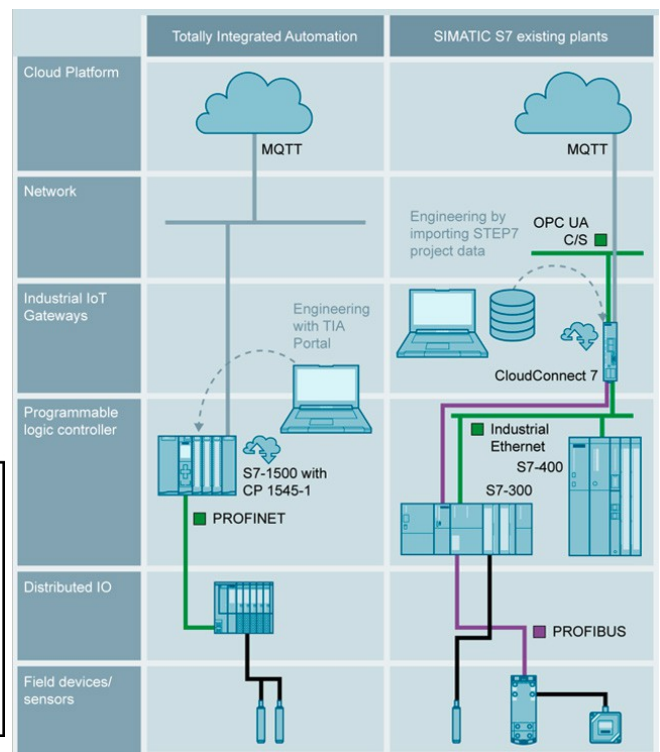 Totally Integrated Automation
SIMATIC S7 existing plants
Cloud Platform
MQTT
MQTT
Network
Engineering by
importing STEP7
project data
OPC UA
C/S
Industrial IoT
Gateways
Engineering
with TIA
Portal
CloudConnect 7
Programmable
logic controller
S7-1500 with
CP 1545-1
PROFINET
Industrial
Ethernet
S7-400
S7-300
Distributed IO
PROFIBUS
Field devices/
sensors